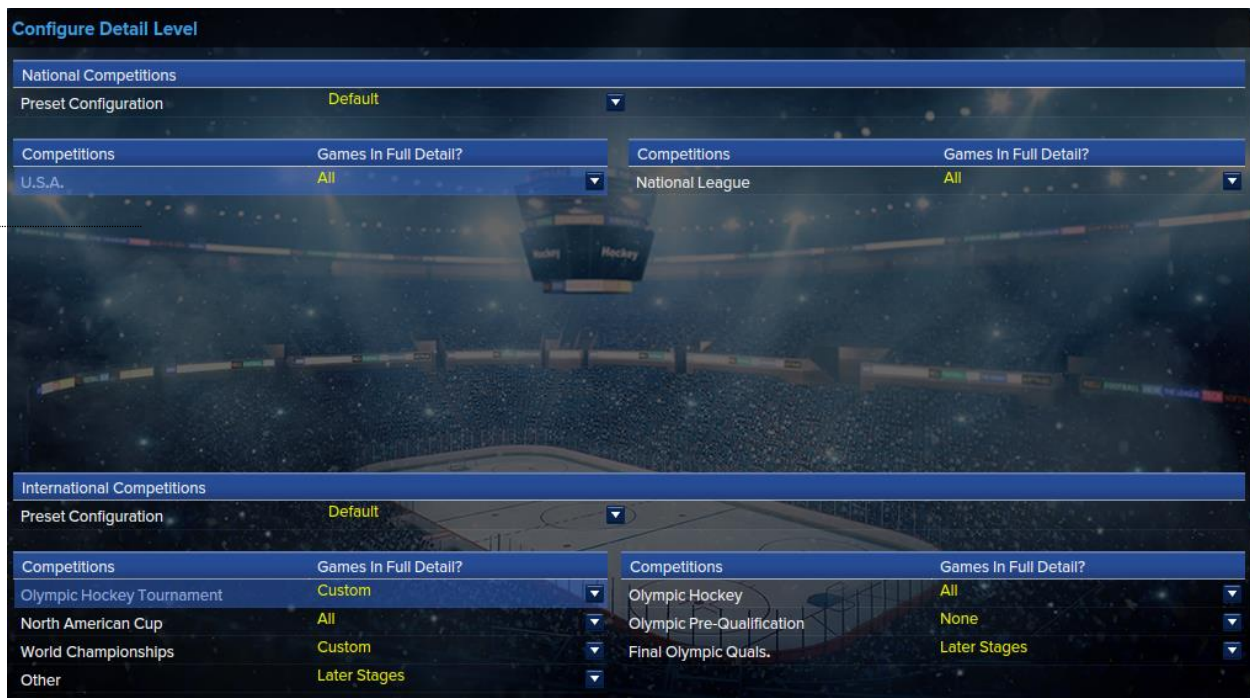 Configure Detail Level
National Competitions
Preset Configuration Default
Competitions Games In Full Detail? Competitions Games In Full Detail?
U.S.A. All National League All
Hockey Hockey
International Competitions
Preset Configuration Default
Competitions Games In Full Detail? Competitions Games In Full Detail?
Olympic Hockey Tournament Custom Olympic Hockey All
North American Cup All Olympic Pre-Qualification None
World Championships Custom Final Olympic Quals. Later Stages
Other Later Stages